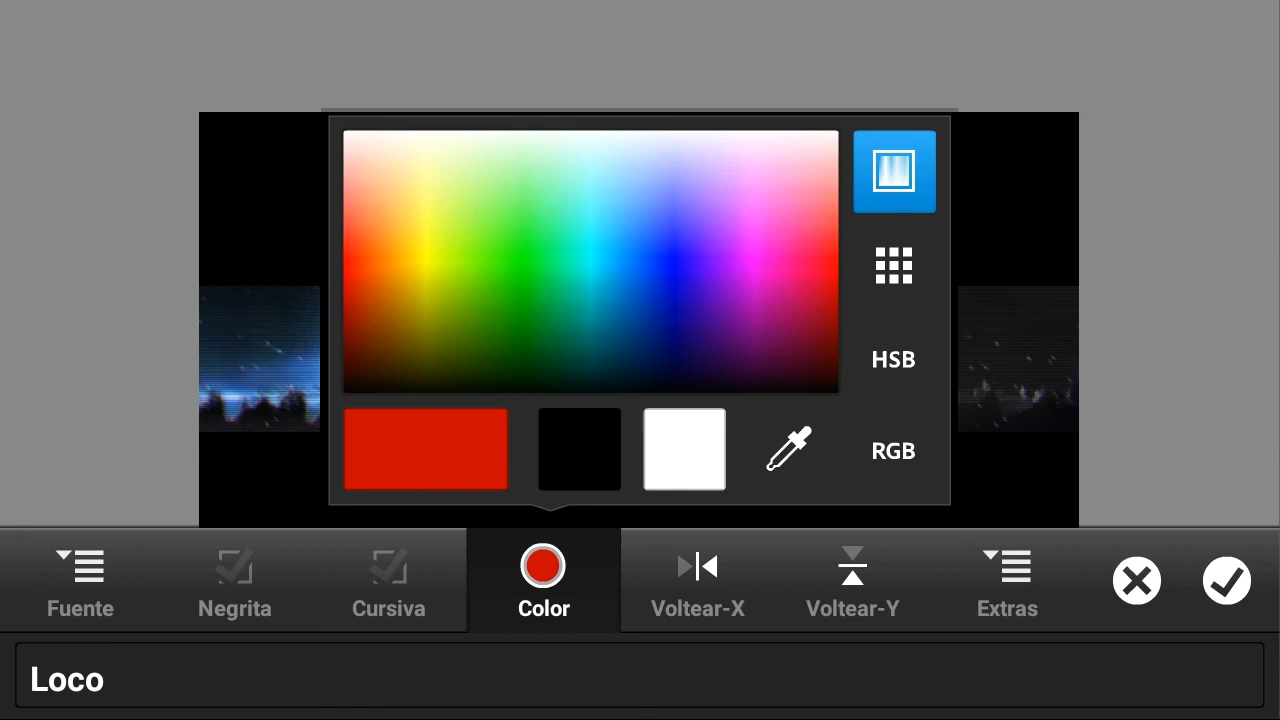 HSB
RGB
Fuente
Negrita
Cursiva
Color
Voltear-X
Voltear-Y
Extras
Loco